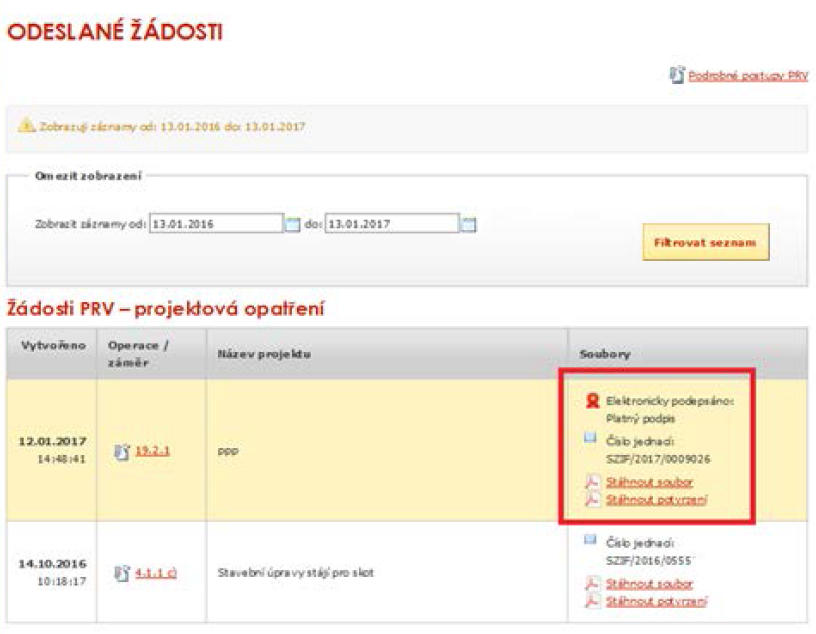 ODESLANÉ ŽÁDOSTI
Podrobné postupy PRV
Zobrazuji záznamy od: 13.01.2016 do: 13.01.2017
Omezit zobrazení
Zobrazit záznamy od: 13.01.2016 do: 13.01.2017
Filtrovat seznam
Žádosti PRV – projektová opatření
Vytvořeno Operace / záměr Název projektu Soubory
12.01.2017
14:48:41
19.2.1
ppp
Elektronicky podepsáno:
Platný podpis
Číslo jednací:
SZIF/2017/0009026
Stáhnout soubor
Stáhnout potvrzení
14.10.2016
10:18:17
4.1.1 c)
Stavební úpravy stájí pro skot
Číslo jednací:
SZIF/2016/0555
Stáhnout soubor
Stáhnout potvrzení